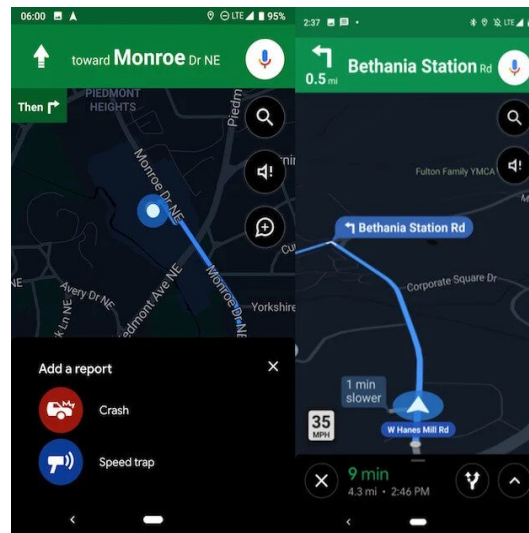 06:00 LTE 95%
toward Monroe Dr NE
Then
PIEDMONT
HEIGHTS
Piedm
Monroe Dr NE
Avery Dr NE
Piedmont Ave NE
Monroe Dr NE
Yorkshire
Add a report
Crash
Speed trap
2:37 LTE
0.5 mi
Bethania Station Rd
Fulton Family YMCA
Bethania Station Rd
Corporate Square Dr
1 min
slower
35
MPH
W Hanes Mill Rd
9 min
4.3 mi • 2:46 PM